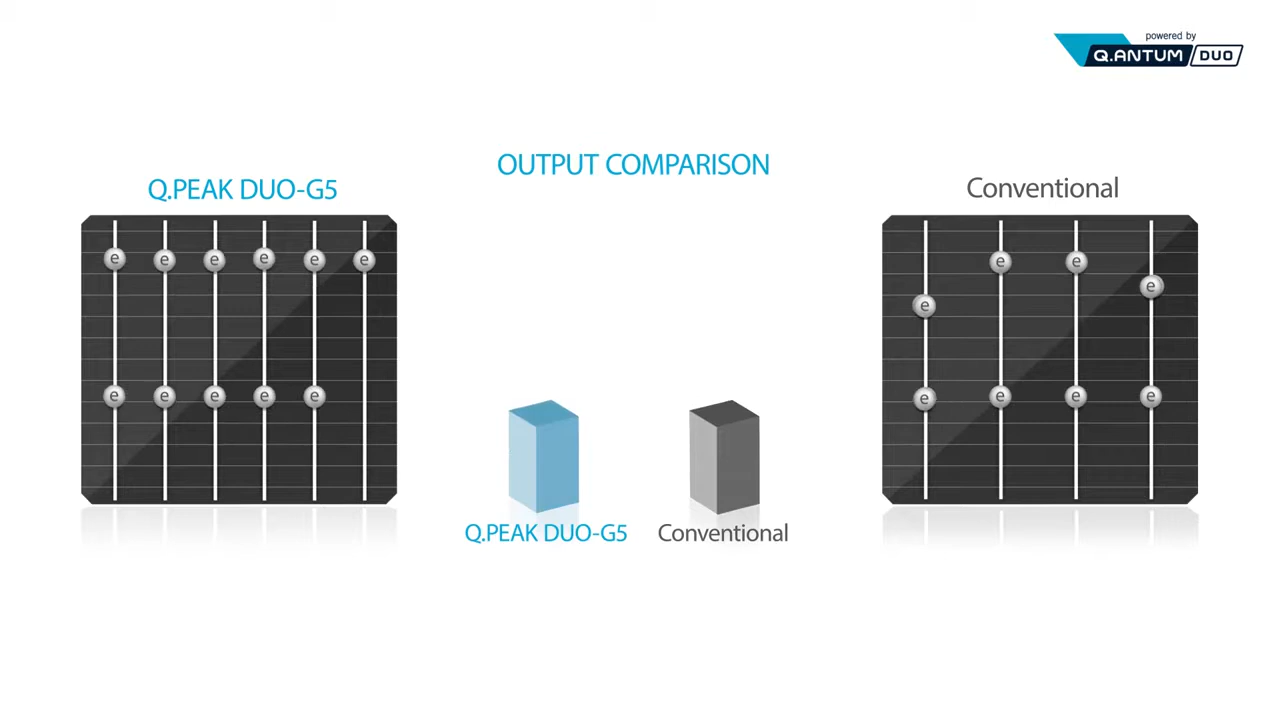 powered by
Q.ANTUM DUO
OUTPUT COMPARISON
Q.PEAK DUO-G5
Conventional
e e e e e e
e e e e e
e e e e
e e e e
Q.PEAK DUO-G5
Conventional